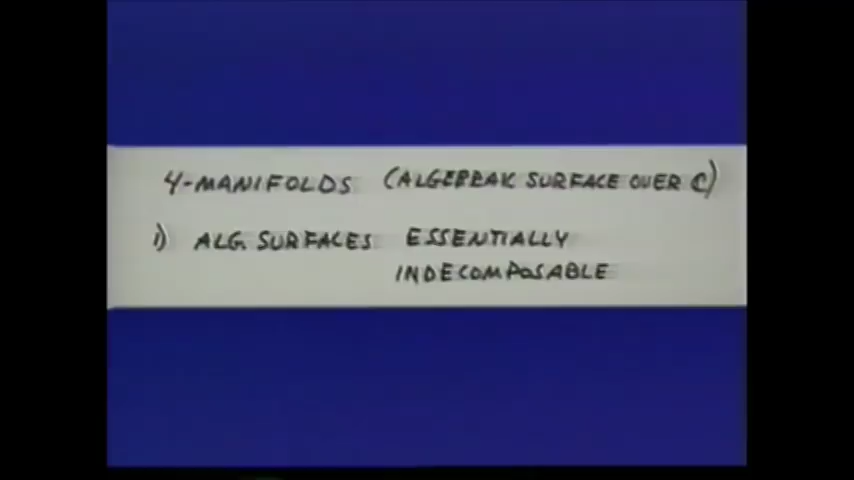 4-MANIFOLDS (ALGEBRAIC SURFACE OVER C)
1) ALG. SURFACES ESSENTIALLY
INDECOMPOSABLE